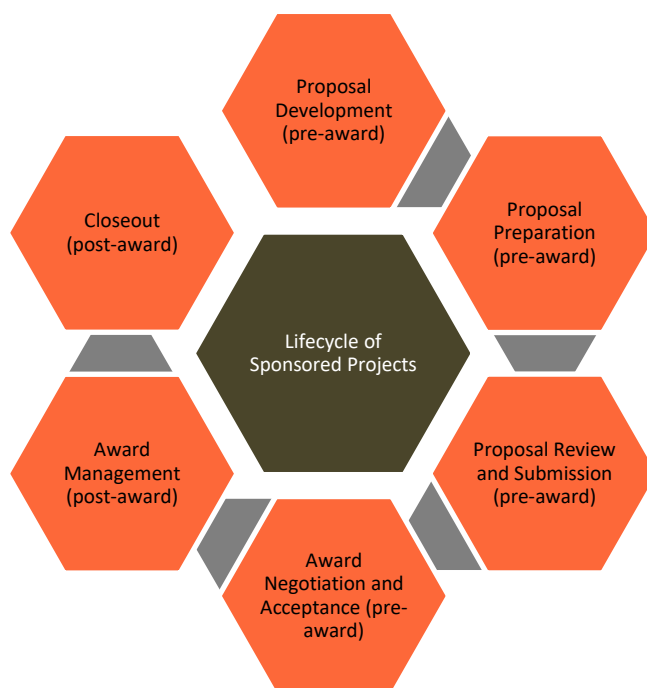 Proposal
Development
(pre-award)
Proposal
Preparation
(pre-award)
Proposal Review
and Submission
(pre-award)
Award
Negotiation and
Acceptance (pre-
award)
Award
Management
(post-award)
Closeout
(post-award)
Lifecycle of
Sponsored Projects